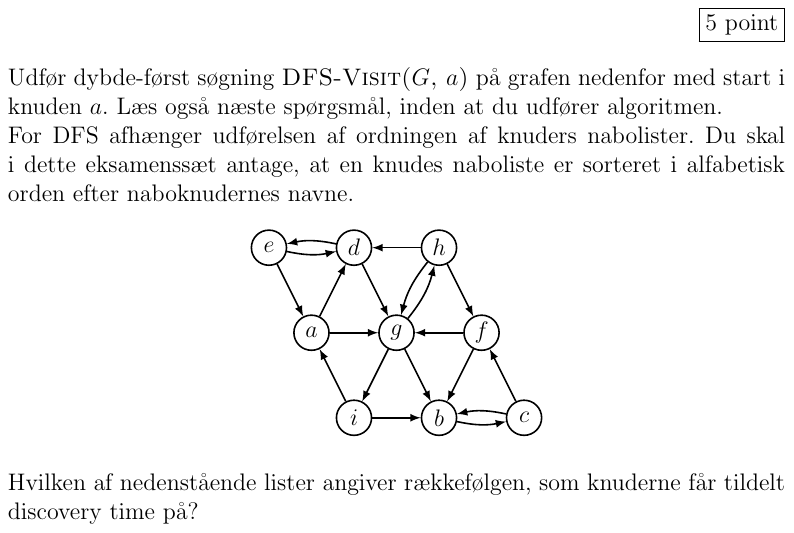 5 point
Udfør dybde-først søgning DFS-VISIT(G, a) på grafen nedenfor med start i
knuden a. Læs også næste spørgsmål, inden at du udfører algoritmen.
For DFS afhænger udførelsen af ordningen af knuders nabolister. Du skal
i dette eksamenssæt antage, at en knudes naboliste er sorteret i alfabetisk
orden efter naboknudernes navne.
e d h
a g f
i b c
Hvilken af nedenstående lister angiver rækkefølgen, som knuderne får tildelt
discovery time på?